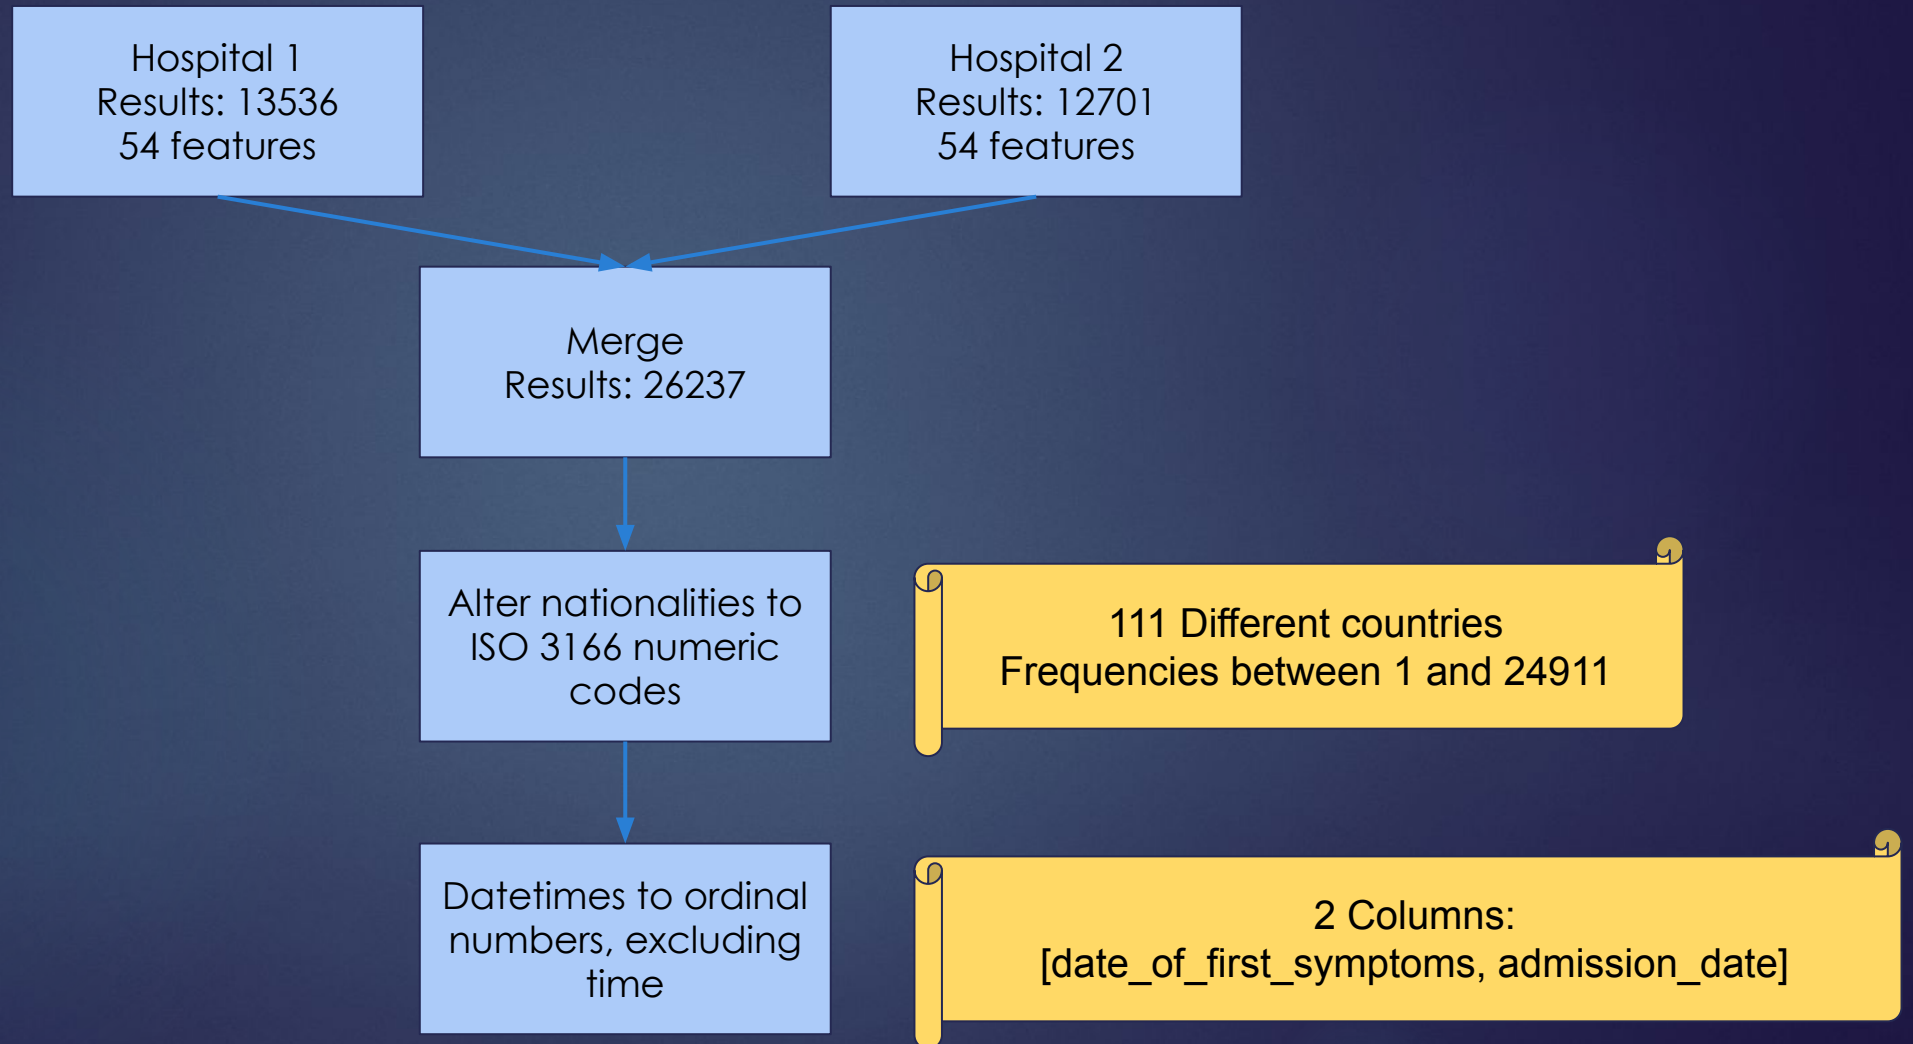 Hospital 1
Results: 13536
54 features
Hospital 2
Results: 12701
54 features
Merge
Results: 26237
Alter nationalities to
ISO 3166 numeric
codes
111 Different countries
Frequencies between 1 and 24911
Datetimes to ordinal
numbers, excluding
time
2 Columns:
[date_of_first_symptoms, admission_date]